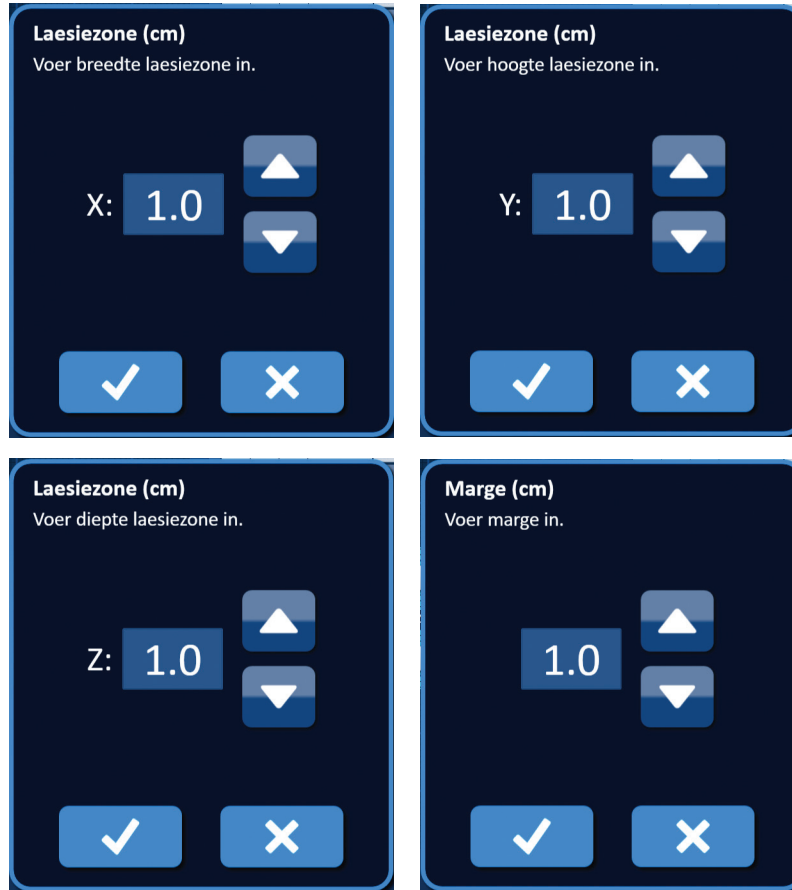 Laesiezone (cm)
Voer breedte laesiezone in.
X: 1.0
Laesiezone (cm)
Voer hoogte laesiezone in.
Y: 1.0
Laesiezone (cm)
Voer diepte laesiezone in.
Z: 1.0
Marge (cm)
Voer marge in.
1.0